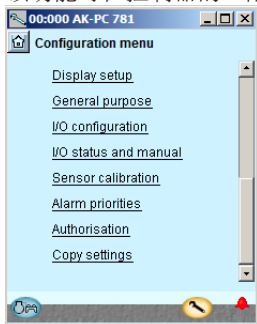 00:000 AK-PC 781
Configuration menu
Display setup
General purpose
I/O configuration
I/O status and manual
Sensor calibration
Alarm priorities
Authorisation
Copy settings